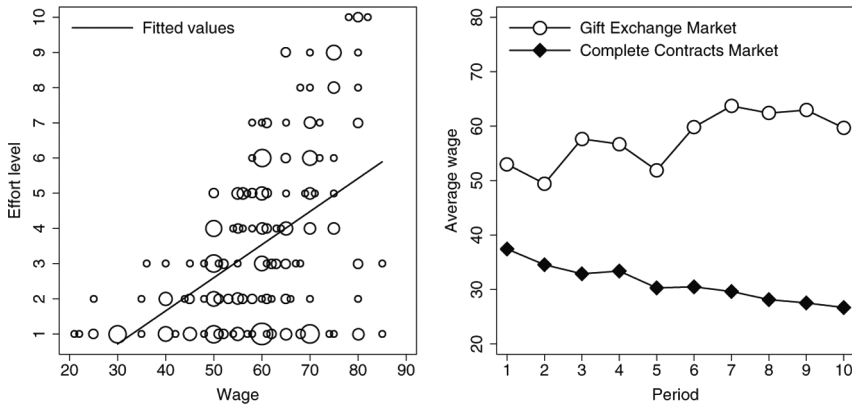 Fitted values
Effort level
10
9
8
7
6
5
4
3
2
1
20 30 40 50 60 70 80 90
Wage
Gift Exchange Market
Complete Contracts Market
Average wage
80
70
60
50
40
30
20
1 2 3 4 5 6 7 8 9 10
Period